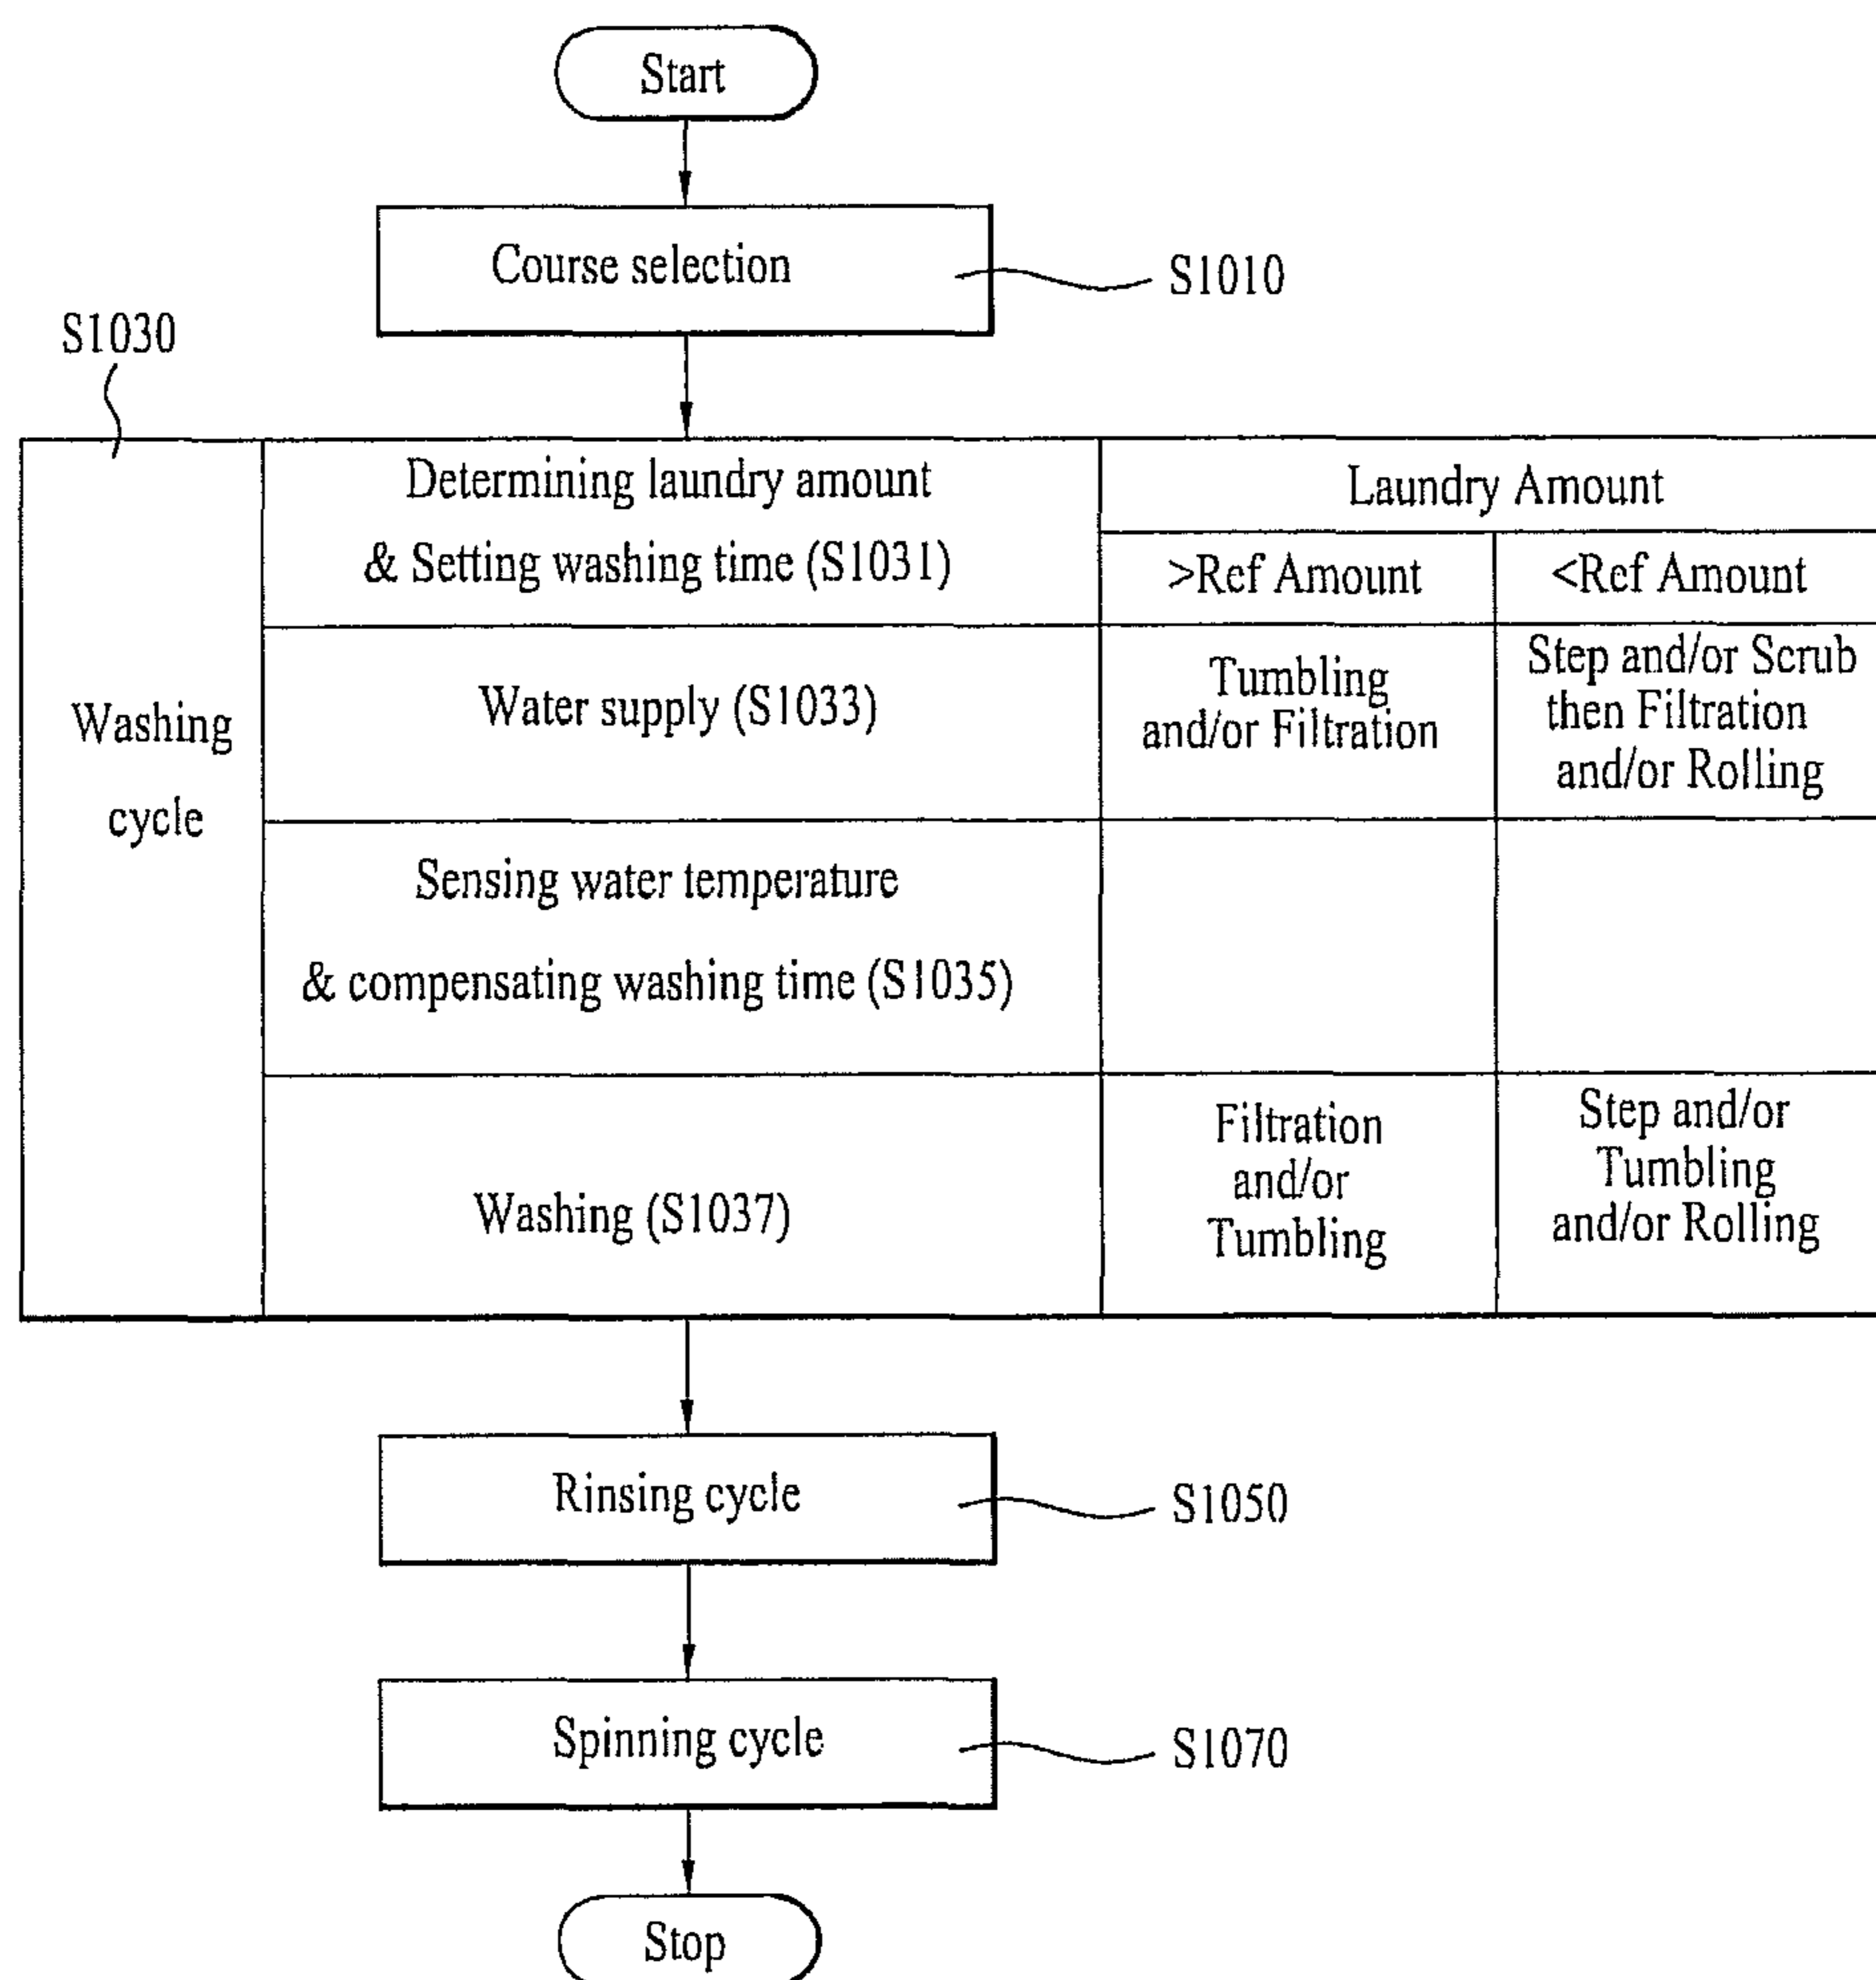 Start
Course selection
S1010
S1030
Washing
cycle
Determining laundry amount
& Setting washing time (S1031)
Laundry Amount
>Ref Amount
<Ref Amount
Water supply (S1033)
Tumbling
and/or Filtration
Step and/or Scrub
then Filtration
and/or Rolling
Sensing water temperature
& compensating washing time (S1035)
Washing (S1037)
Filtration
and/or
Tumbling
Step and/or
Tumbling
and/or Rolling
Rinsing cycle
S1050
Spinning cycle
S1070
Stop